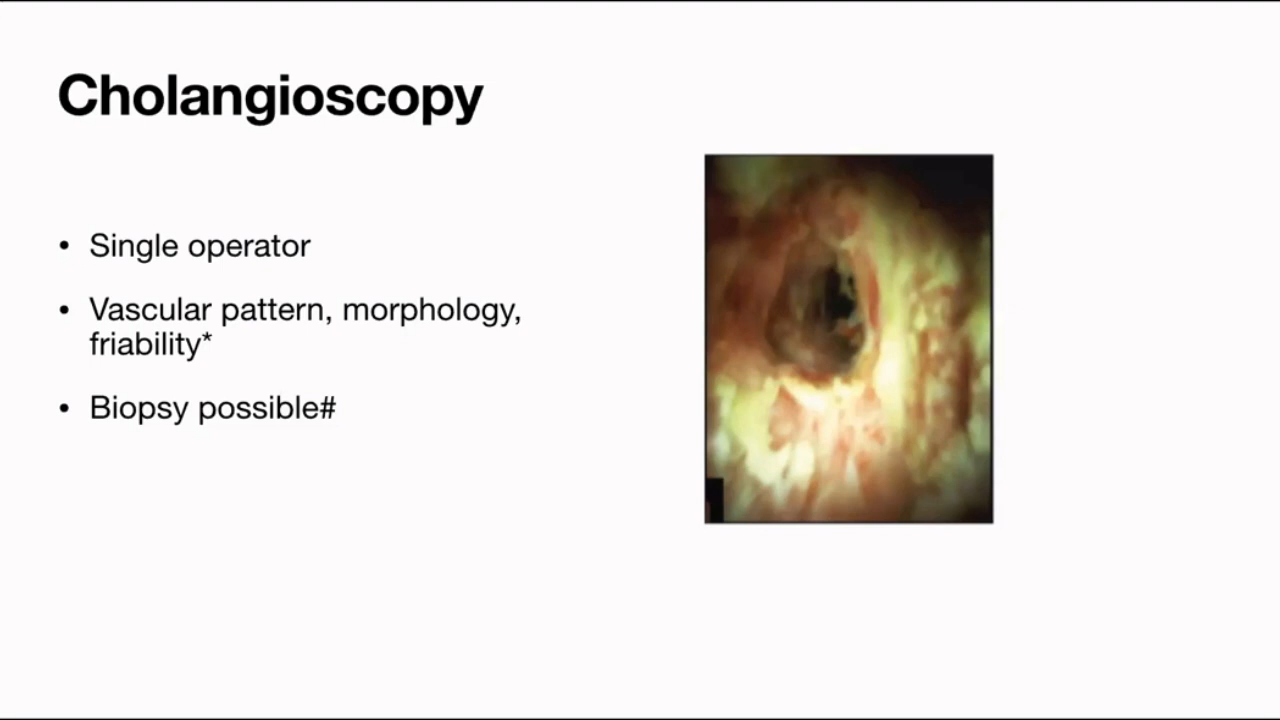 Cholangioscopy
• Single operator
• Vascular pattern, morphology,
friability*
• Biopsy possible#